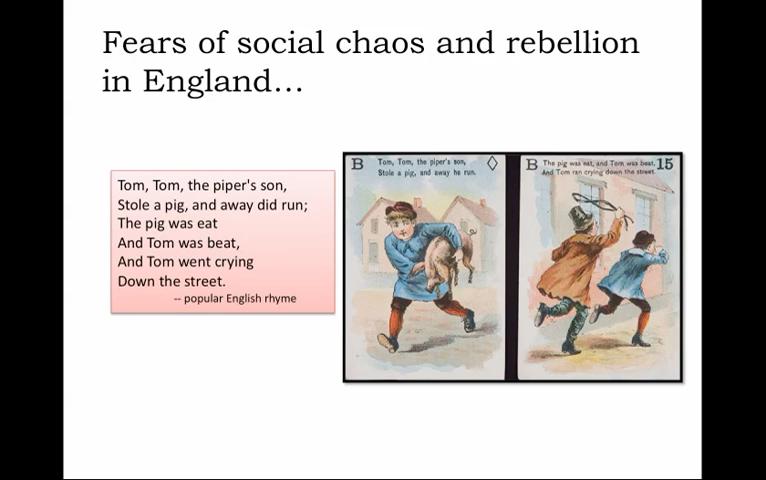 Fears of social chaos and rebellion
in England...
Tom, Tom, the piper's son,
Stole a pig, and away did run;
The pig was eat
And Tom was beat,
And Tom went crying
Down the street.
-- popular English rhyme
B
Tom, Tom, the piper's son,
Stole a pig, and away he run.
B
The pig was eat, and Tom was beat,
And Tom ran crying down the street.
15